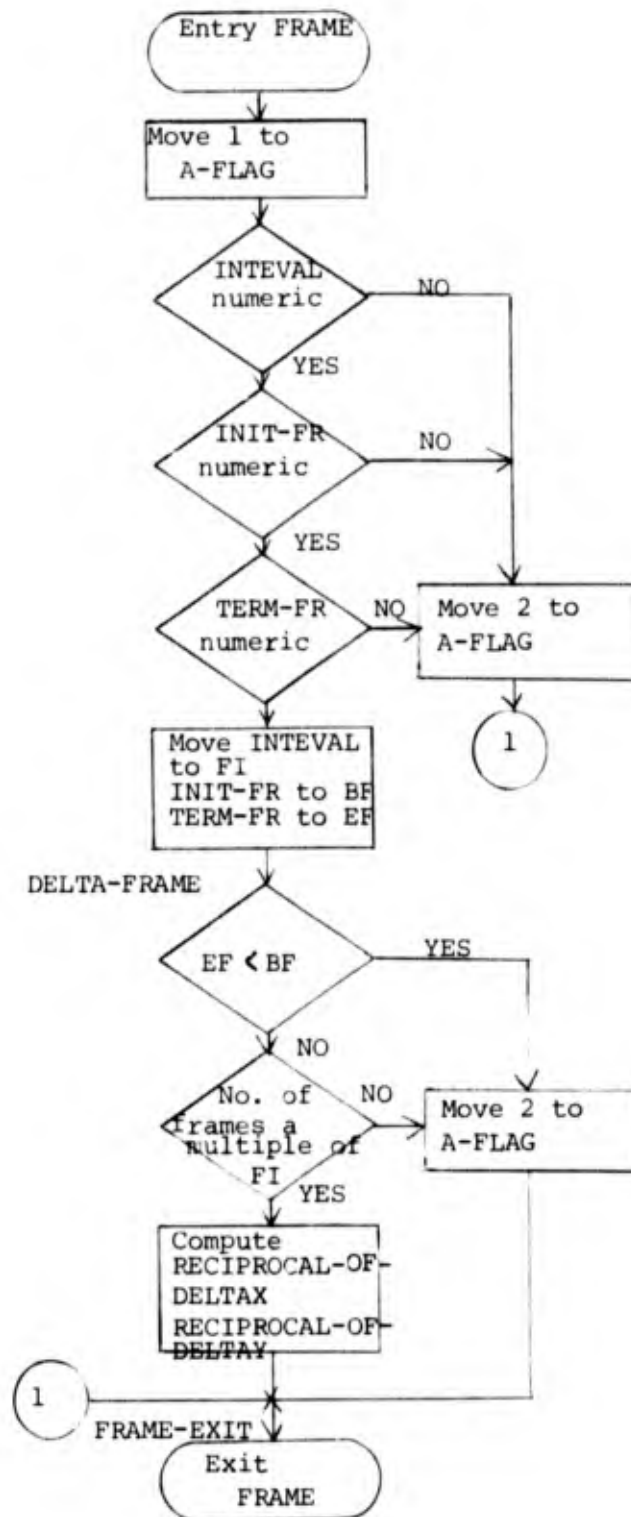 Entry FRAME
Move 1 to
A-FLAG
INTEVAL
numeric
NO
YES
INIT-FR
numeric
NO
YES
TERM-FR
numeric
NO
Move 2 to
A-FLAG
1
Move INTEVAL
to FI
INIT-FR to BF
TERM-FR to EF
DELTA-FRAME
EF < BF
YES
NO
No. of
frames a
multiple of
FI
NO
YES
Move 2 to
A-FLAG
Compute
RECIPROCAL-OF-
DELTAX
RECIPROCAL-OF-
DELTAY
1
FRAME-EXIT
Exit
FRAME